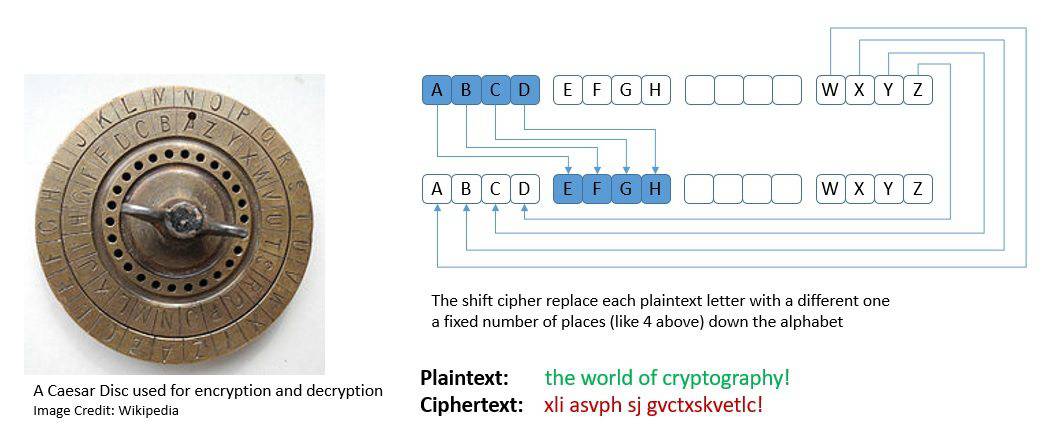 A B C D E F G H W X Y Z
A B C D E F G H W X Y Z
The shift cipher replace each plaintext letter with a different one
a fixed number of places (like 4 above) down the alphabet
A Caesar Disc used for encryption and decryption
Image Credit: Wikipedia
Plaintext: the world of cryptography!
Ciphertext: xli asvph sj gvctxskvetlc!